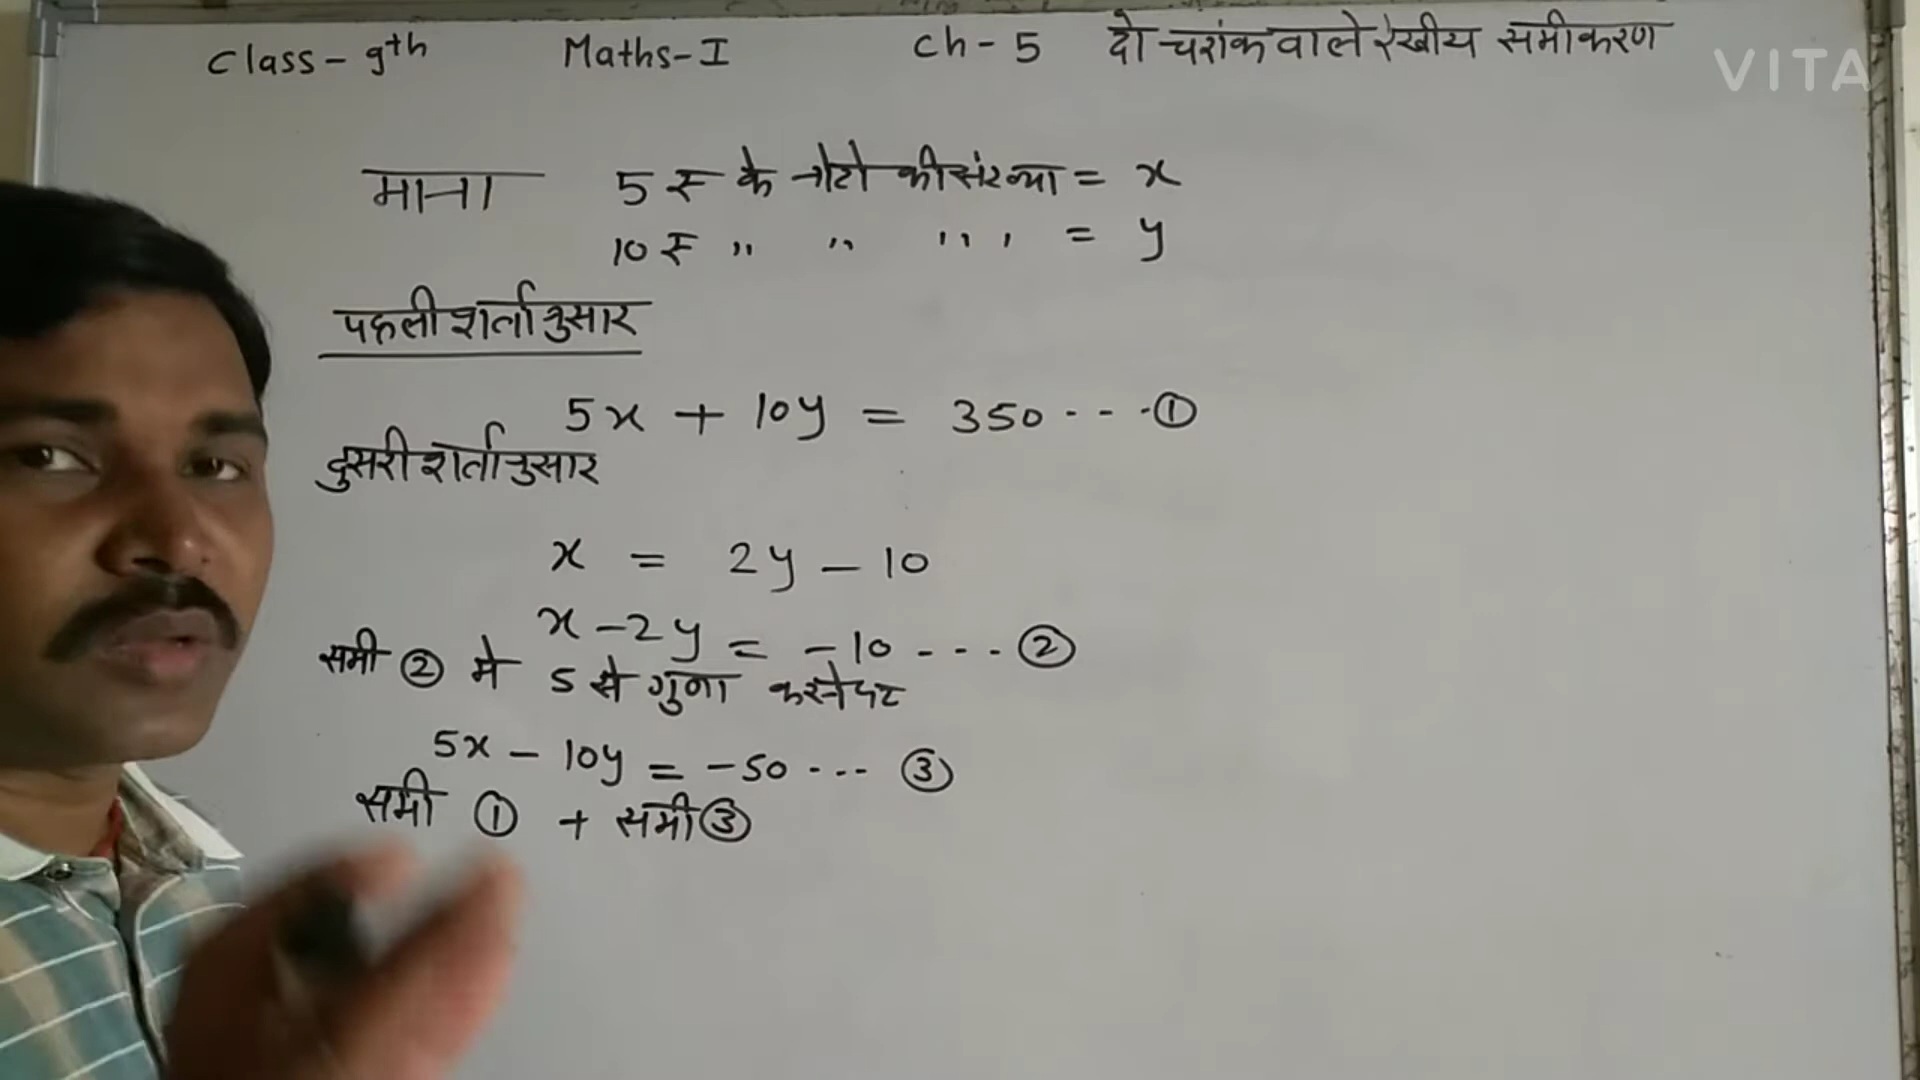 Class - 9th Maths-I Ch - 5 दो चरांक वाले रेखीय समीकरण
VITA
माना 5 रु के नोटो की संख्या = x
10 रु ,, ,, ,,, = y
पहली शर्तानुसार
5x + 10y = 350 - - - ①
दुसरी शर्तानुसार
x = 2y - 10
x - 2y = - 10 - - - ②
समी ② मे 5 से गुना करने पर
5x - 10y = - 50 - - - ③
समी ① + समी ③